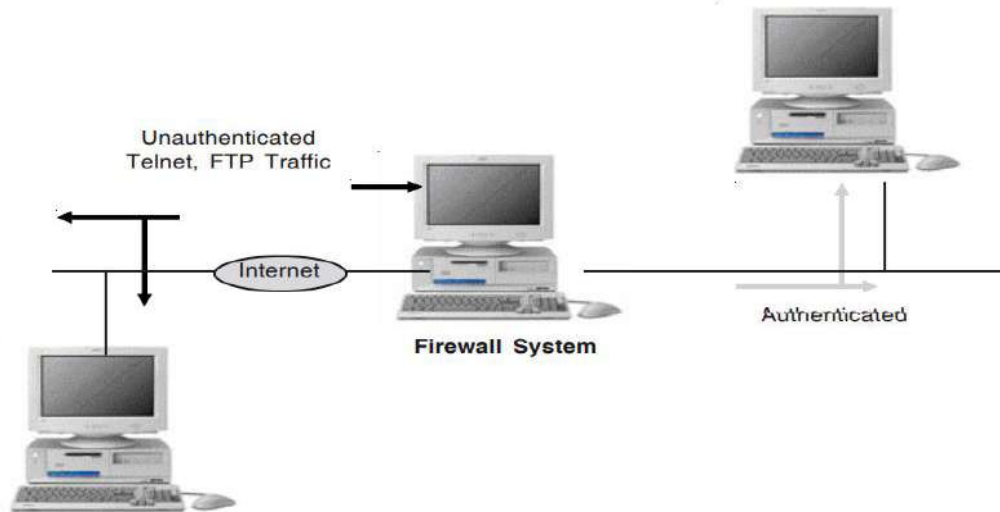 Unauthenticated
Telnet, FTP Traffic
Internet
Firewall System
Authenticated